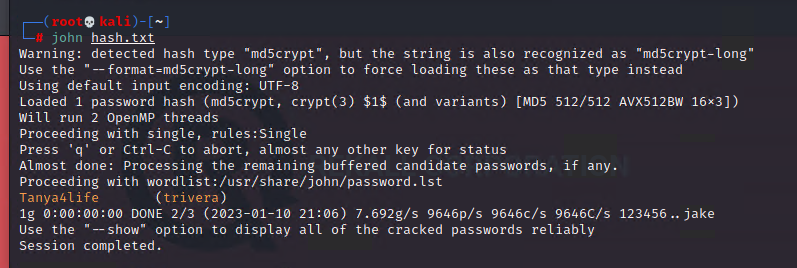 ┌──(root💀kali)-[~]
└─# john hash.txt
Warning: detected hash type "md5crypt", but the string is also recognized as "md5crypt-long"
Use the "--format=md5crypt-long" option to force loading these as that type instead
Using default input encoding: UTF-8
Loaded 1 password hash (md5crypt, crypt(3) $1$ (and variants) [MD5 512/512 AVX512BW 16×3])
Will run 2 OpenMP threads
Proceeding with single, rules:Single
Press 'q' or Ctrl-C to abort, almost any other key for status
Almost done: Processing the remaining buffered candidate passwords, if any.
Proceeding with wordlist:/usr/share/john/password.lst
Tanya4life       (trivera)
1g 0:00:00:00 DONE 2/3 (2023-01-10 21:06) 7.692g/s 9646p/s 9646c/s 9646C/s 123456..jake
Use the "--show" option to display all of the cracked passwords reliably
Session completed.